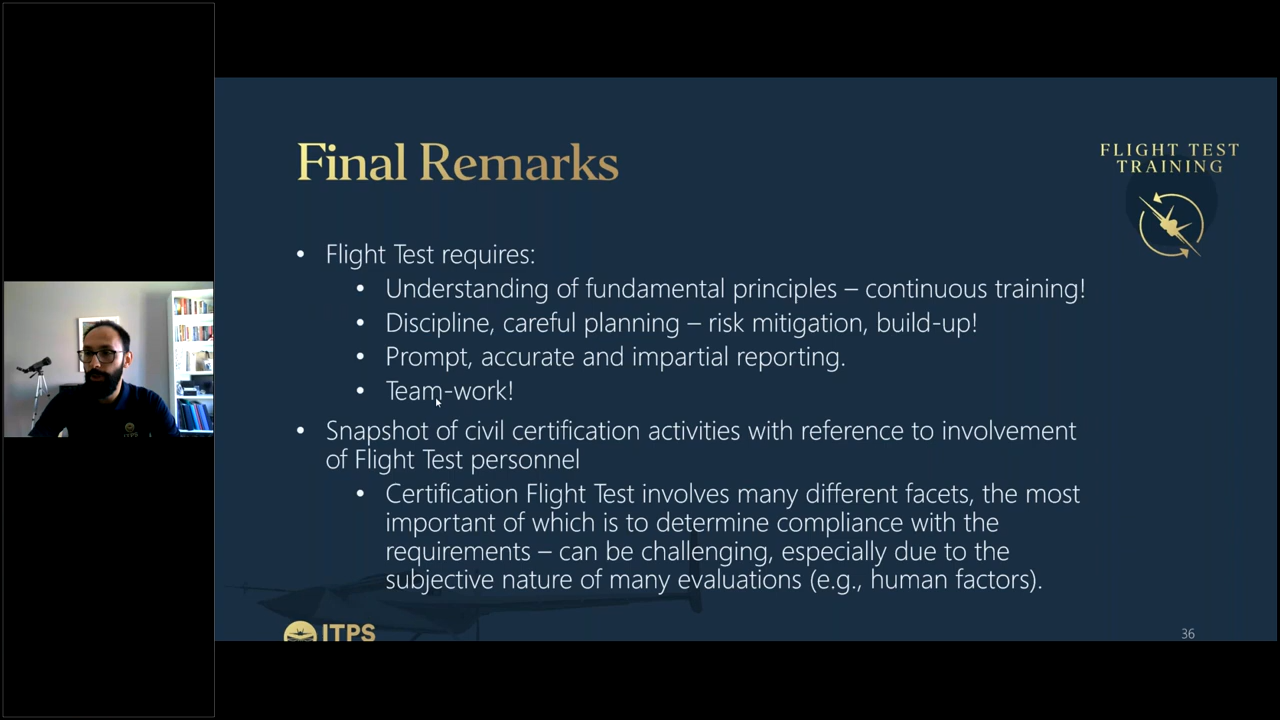 Final Remarks
FLIGHT TEST
TRAINING
• Flight Test requires:
• Understanding of fundamental principles – continuous training!
• Discipline, careful planning – risk mitigation, build-up!
• Prompt, accurate and impartial reporting.
• Team-work!
• Snapshot of civil certification activities with reference to involvement
of Flight Test personnel
• Certification Flight Test involves many different facets, the most
important of which is to determine compliance with the
requirements – can be challenging, especially due to the
subjective nature of many evaluations (e.g., human factors).
ITPS
36